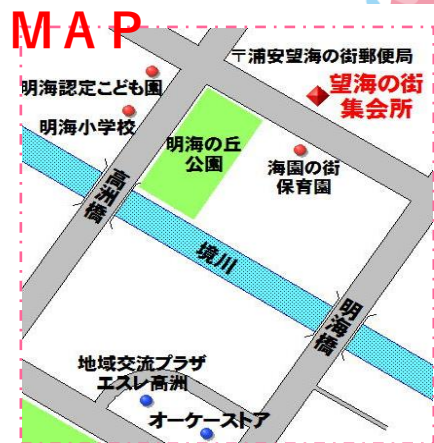 MAP
〒浦安望海の街郵便局
望海の街
集会所
明海認定こども園
明海小学校
明海の丘
公園
海園の街
保育園
高洲橋
境川
明海橋
地域交流プラザ
エスレ高洲
オーケーストア